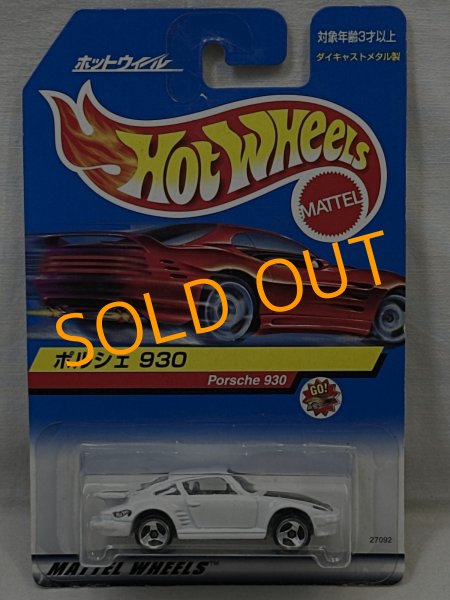 ホットウィール
対象年齢3才以上
ダイキャストメタル製
HOT WHEELS
MATTEL
SOLD OUT
ポルシェ 930
Porsche 930
GO!
27092
MATTEL WHEELS™